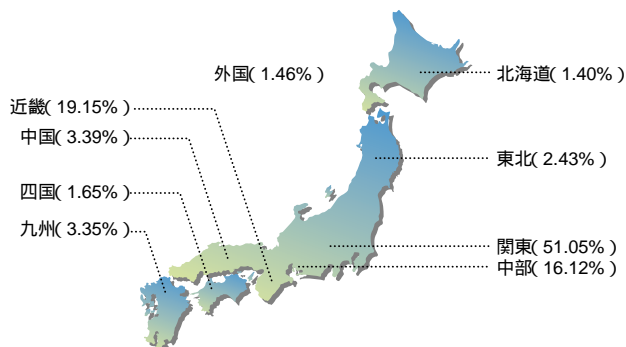 外国(1.46%)
北海道(1.40%)
近畿(19.15%)
中国(3.39%)
東北(2.43%)
四国(1.65%)
九州(3.35%)
関東(51.05%)
中部(16.12%)